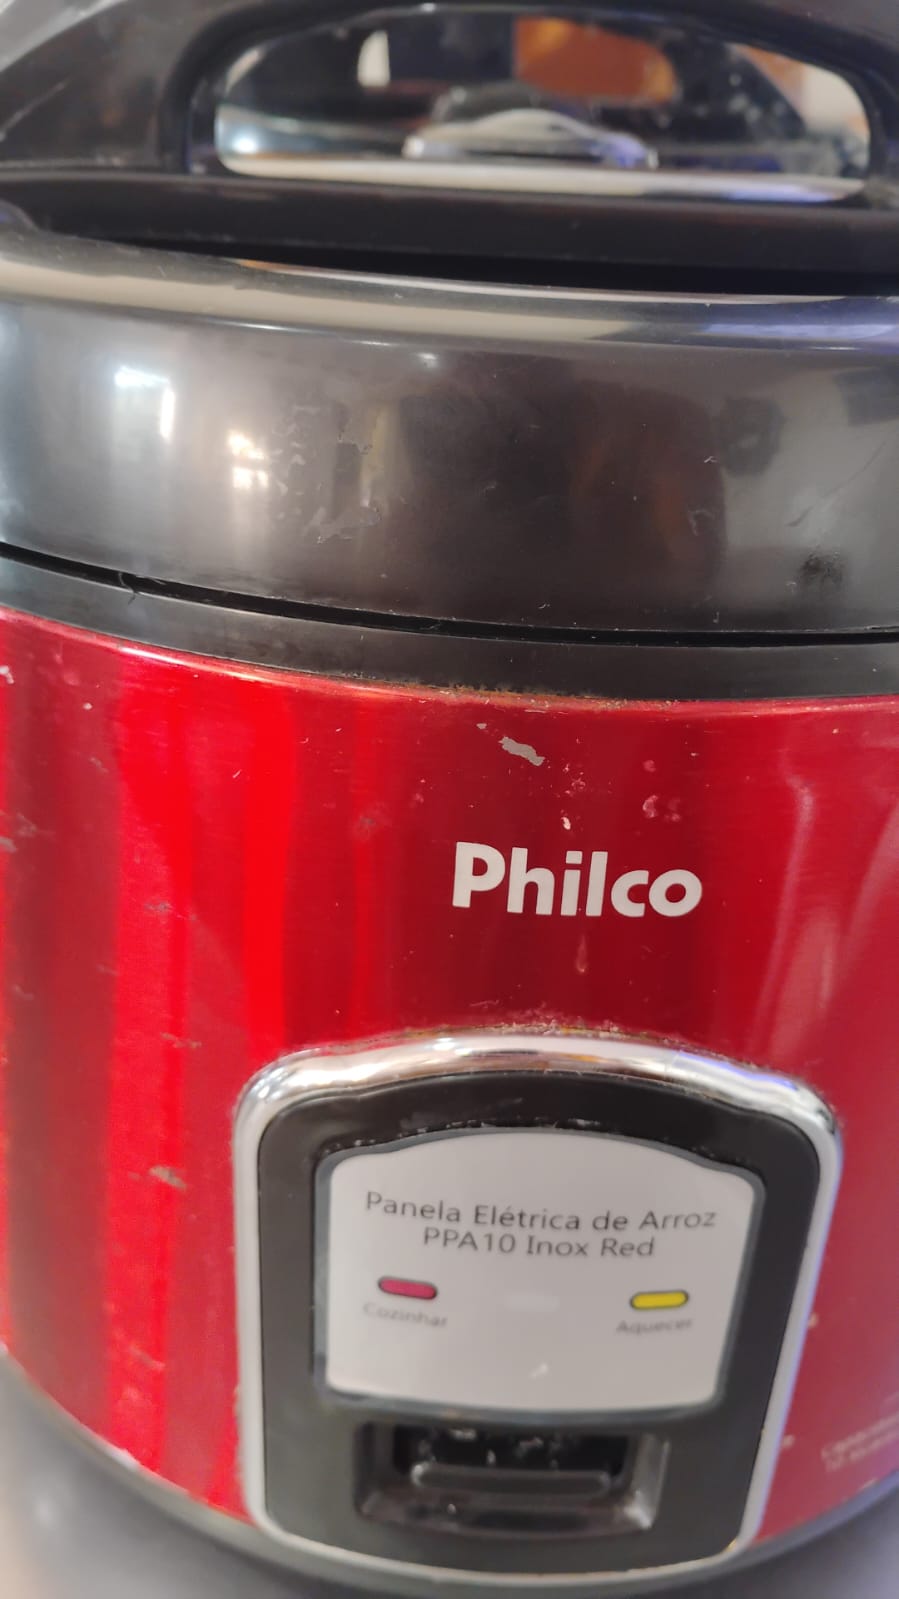 Philco
Panela Elétrica de Arroz
PPA10 Inox Red
Cozinhar
Aquecer